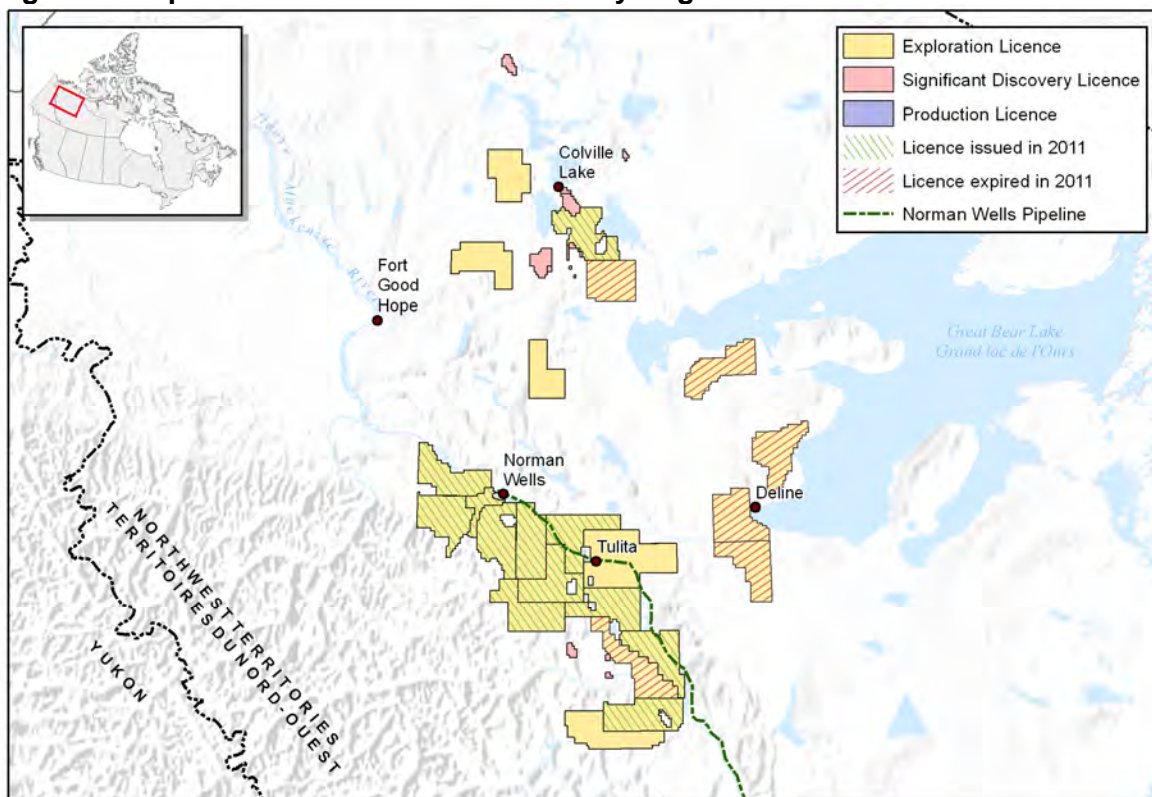 Exploration Licence
Significant Discovery Licence
Production Licence
Licence issued in 2011
Licence expired in 2011
Norman Wells Pipeline
Colville
Lake
Fort
Good
Hope
Great Bear Lake
Grand lac de l'Ours
Norman
Wells
Deline
Tulita
NORTHWEST TERRITORIES
TERRITOIRES DU NORD-OUEST
YUKON